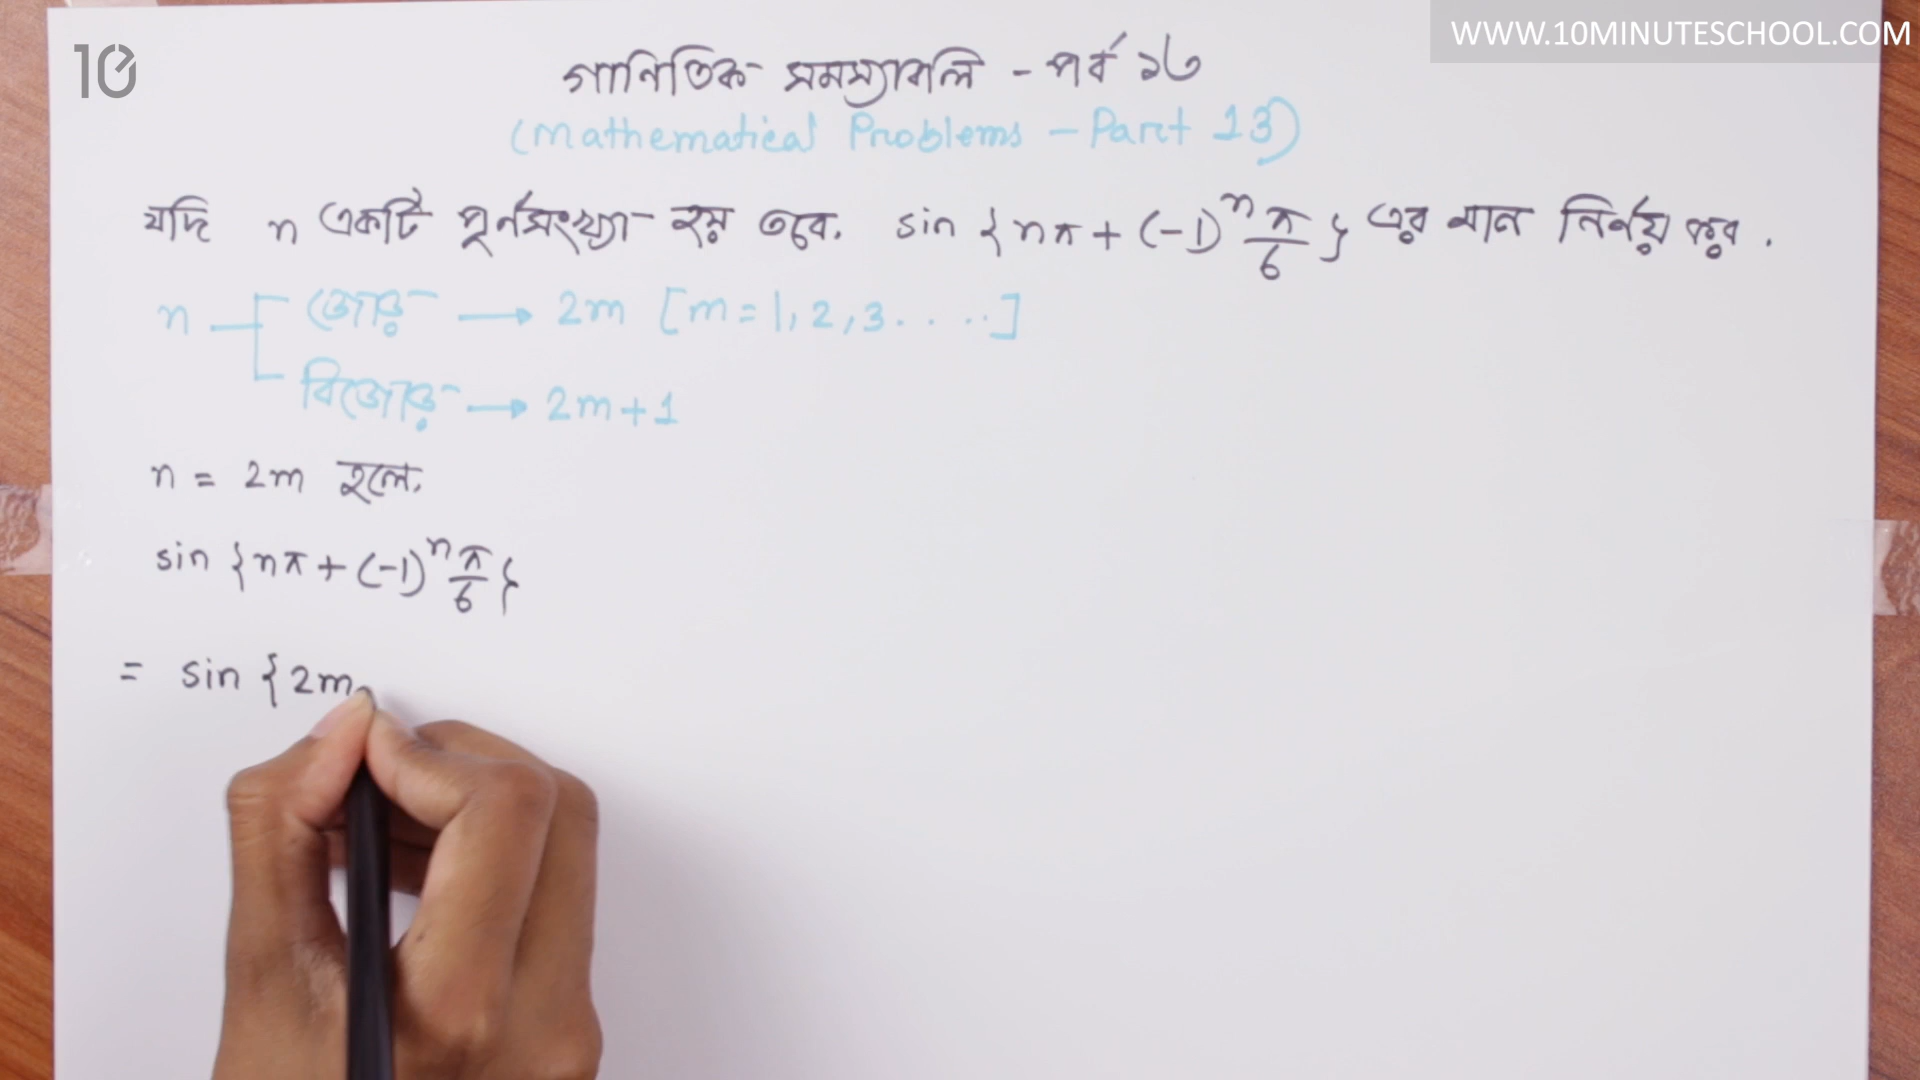 WWW.10MINUTESCHOOL.COM
10
গাণিতিক সমস্যাবলি - পর্ব ১৩
(Mathematical Problems - Part 13)
যদি n একটি পূর্ণসংখ্যা হয় তবে, sin {nπ + (-1)ⁿ π/6} এর মান নির্ণয় কর.
n জোড় → 2m [m = 1, 2, 3 . . . ..]
বিজোড় → 2m + 1
n = 2m হলে,
sin {nπ + (-1)ⁿ π/6}
= sin {2m